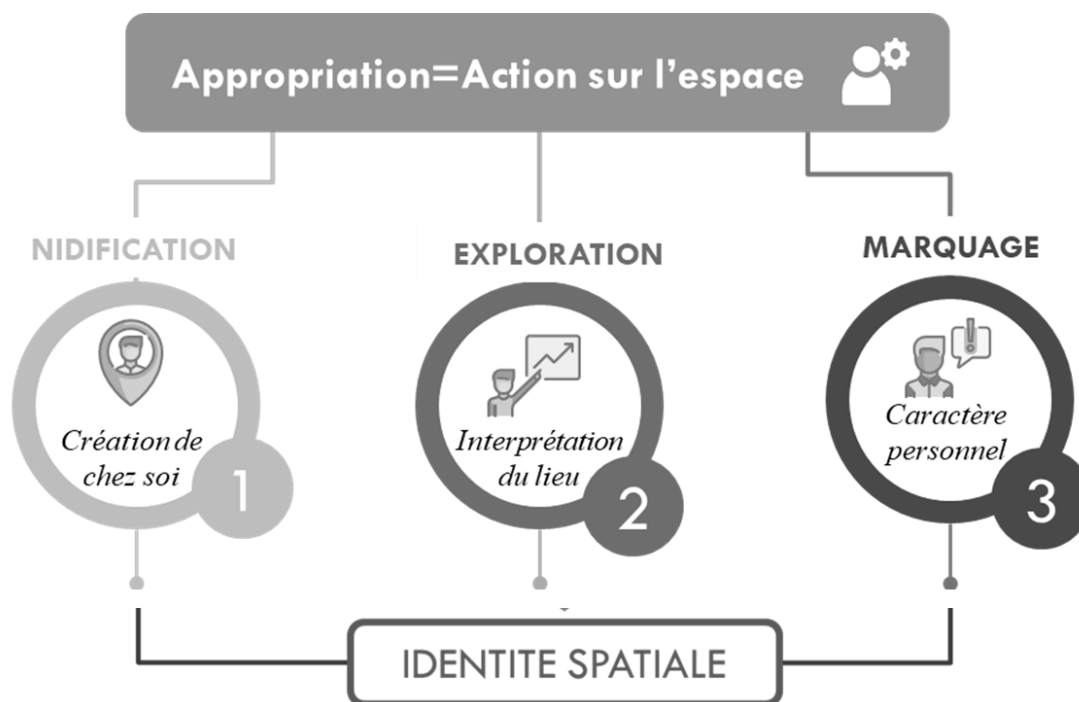 Appropriation=Action sur l’espace
NIDIFICATION
EXPLORATION
MARQUAGE
Création de
chez soi
1
Interprétation
du lieu
2
Caractère
personnel
3
IDENTITE SPATIALE